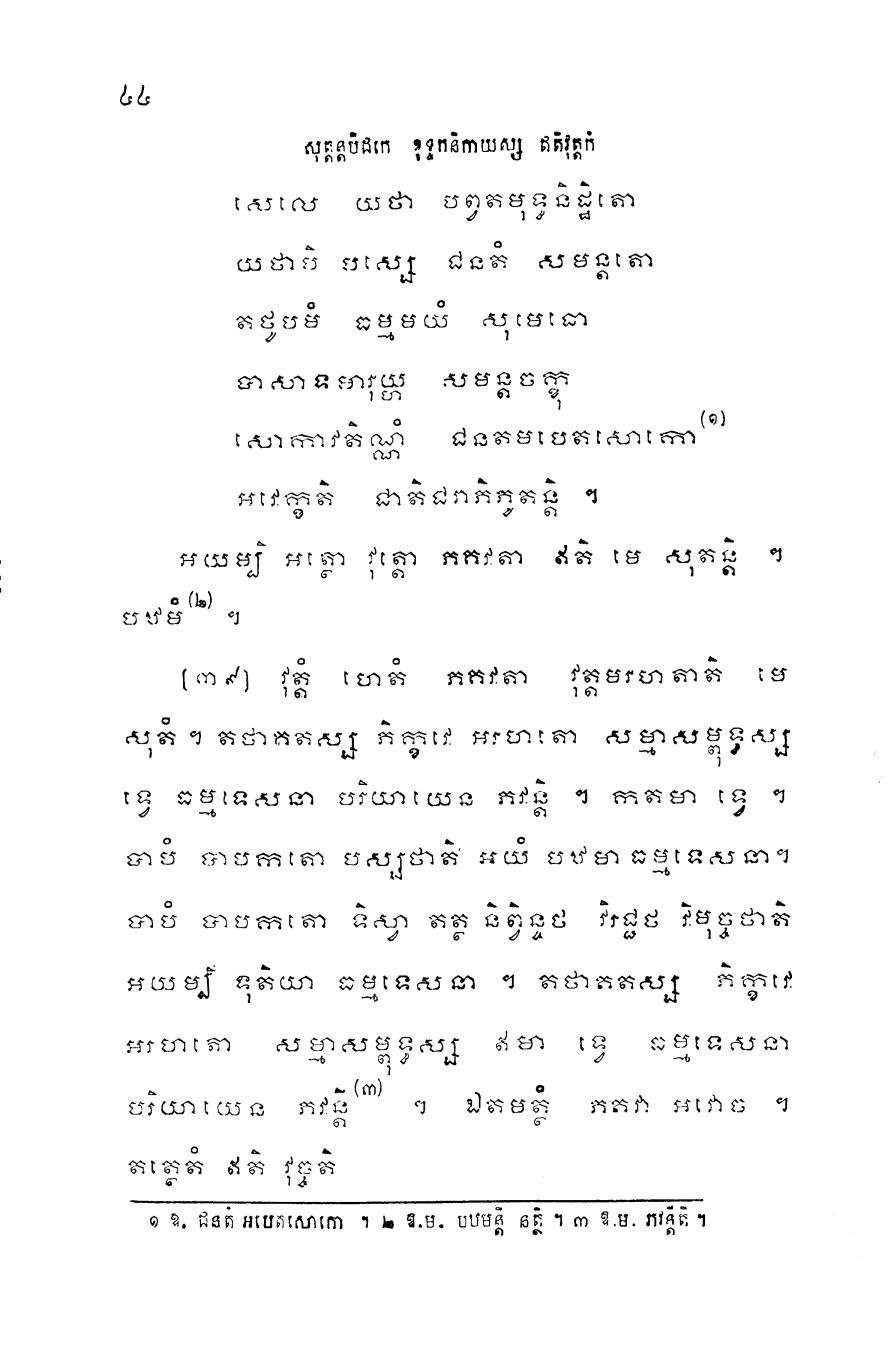 ៤៤
សុត្តន្តបិដកេ ខុទ្ទកនិកាយស្ស ឥតិវុត្តកំ
សេលេ យថា បព្វតមុទ្ធនិដ្ឋិតោ
យថាបិ បស្សេ ជនតំ សមន្តតោ
តថូបមំ ធម្មមយំ សុមេធោ
បាសាទមារុយ្ហ សមន្តចក្ខុ
សោកាវតិណ្ណំ ជនតមបេតសោកោ(១)
អវេក្ខតិ ជាតិជរាភិភូតន្តិ ។
អយម្បិ អត្ថោ វុត្តោ ភគវតា ឥតិ មេ សុតន្តិ ។
បឋមំ(២) ។
[៣៩] វុត្តំ ហេតំ ភគវតា វុត្តមរហតាតិ មេ
សុតំ ។ តថាគតស្ស ភិក្ខវេ អរហតោ សម្មាសម្ពុទ្ធស្ស
ទ្វេ ធម្មទេសនា បរិយាយេន ភវន្តិ ។ កតមា ទ្វេ ។
បាបំ បាបកតោ បស្សថាតិ អយំ បឋមា ធម្មទេសនា។
បាបំ បាបកតោ ទិស្វា តត្ថ និព្វិន្ទថ វិរជ្ជថ វិមុច្ចថាតិ
អយម្បិ ទុតិយា ធម្មទេសនា ។ តថាគតស្ស ភិក្ខវេ
អរហតោ សម្មាសម្ពុទ្ធស្ស ឥមា ទ្វេ ធម្មទេសនា
បរិយាយេន ភវន្តិ(៣) ។ ឯតមត្ថំ ភគវា អវោច ។
តត្ថេតំ ឥតិ វុច្ចតិ
១ ឱ. ជនតំ អបេតសោកោ ។ ២ ឱ.ម. បឋមន្តិ នត្ថិ ។ ៣ ឱ.ម. ភវន្តីតិ ។